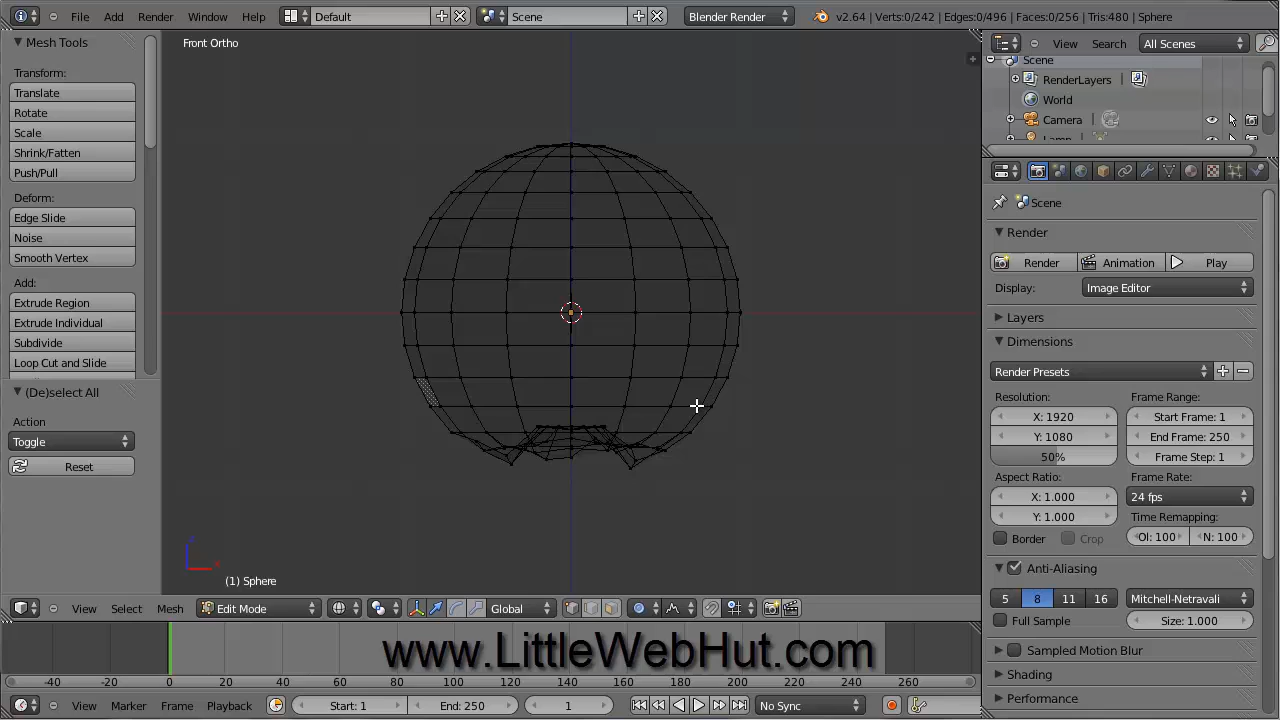 File Add Render Window Help Default Scene Blender Render v2.64 | Verts:0/242 | Edges:0/496 | Faces:0/256 | Tris:480 | Sphere
Mesh Tools
Transform:
Translate
Rotate
Scale
Shrink/Fatten
Push/Pull
Deform:
Edge Slide
Noise
Smooth Vertex
Add:
Extrude Region
Extrude Individual
Subdivide
Loop Cut and Slide
(De)select All
Action
Toggle
Reset
Front Ortho
(1) Sphere
View Select Mesh Edit Mode Global
www.LittleWebHut.com
-40 -20 0 20 40 60 80 100 120 140 160 180 200 220 240 260
View Marker Frame Playback Start: 1 End: 250 1 No Sync
View Search All Scenes
Scene
RenderLayers
World
Camera
Lamp
Scene
Render
Render Animation Play
Display: Image Editor
Layers
Dimensions
Render Presets
Resolution: Frame Range:
X: 1920 Start Frame: 1
Y: 1080 End Frame: 250
50% Frame Step: 1
Aspect Ratio: Frame Rate:
X: 1.000 24 fps
Y: 1.000 Time Remapping:
Border Crop Ol: 100 N: 100
Anti-Aliasing
5 8 11 16 Mitchell-Netravali
Full Sample Size: 1.000
Sampled Motion Blur
Shading
Performance